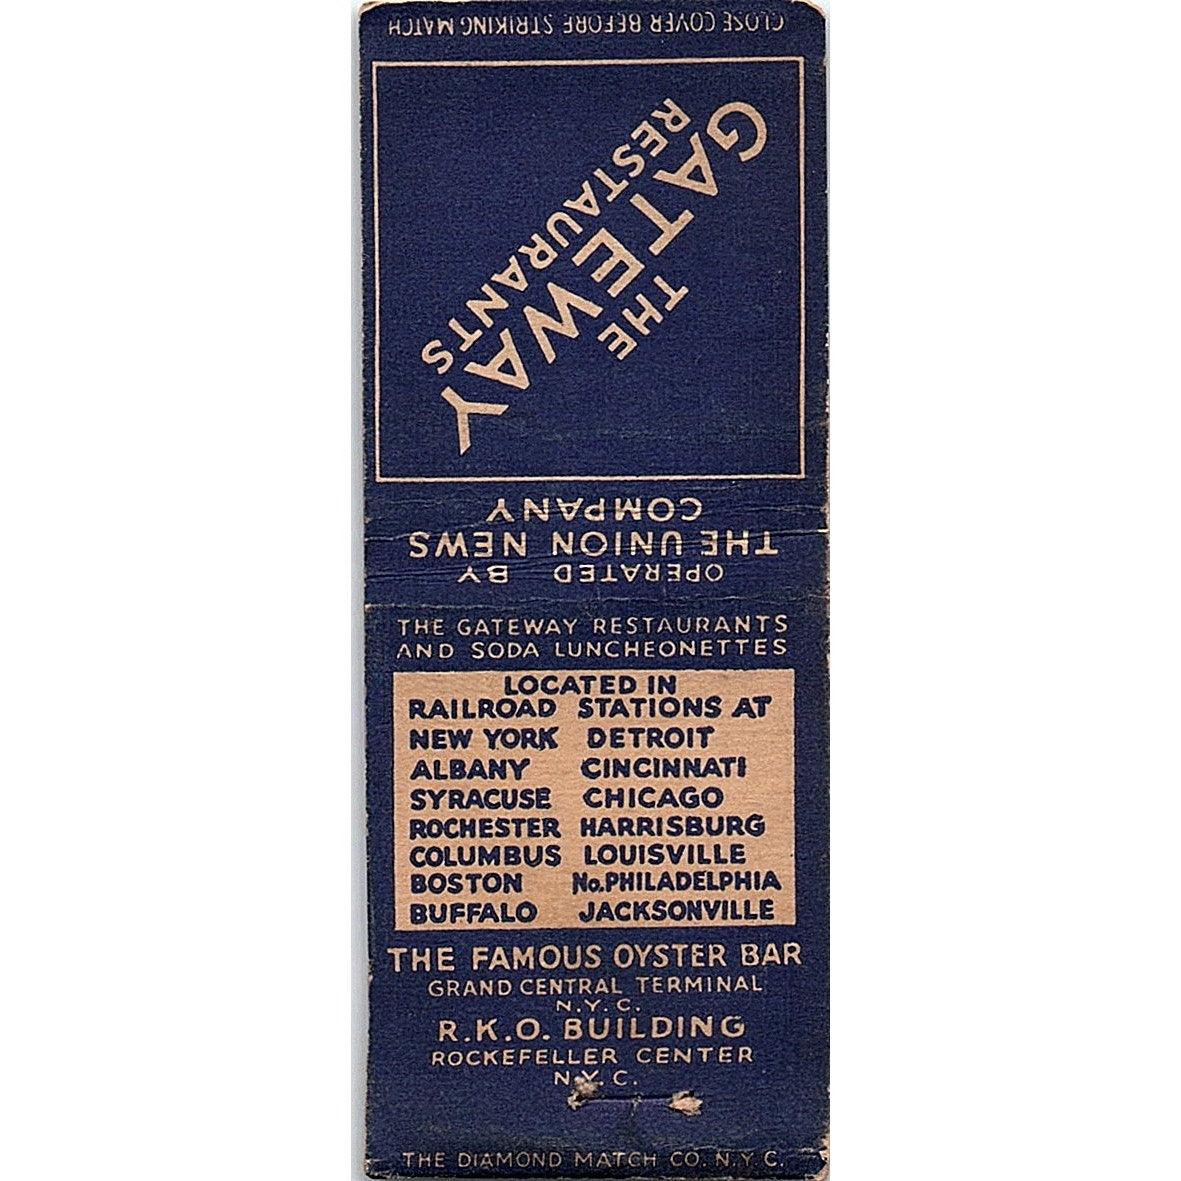 CLOSE COVER BEFORE STRIKING MATCH
THE
GATEWAY
RESTAURANTS
OPERATED BY
THE UNION NEWS
COMPANY
THE GATEWAY RESTAURANTS
AND SODA LUNCHEONETTES
LOCATED IN
RAILROAD STATIONS AT
NEW YORK DETROIT
ALBANY CINCINNATI
SYRACUSE CHICAGO
ROCHESTER HARRISBURG
COLUMBUS LOUISVILLE
BOSTON No. PHILADELPHIA
BUFFALO JACKSONVILLE
THE FAMOUS OYSTER BAR
GRAND CENTRAL TERMINAL
N.Y.C.
R.K.O. BUILDING
ROCKEFELLER CENTER
N.Y.C.
THE DIAMOND MATCH CO. N.Y.C.